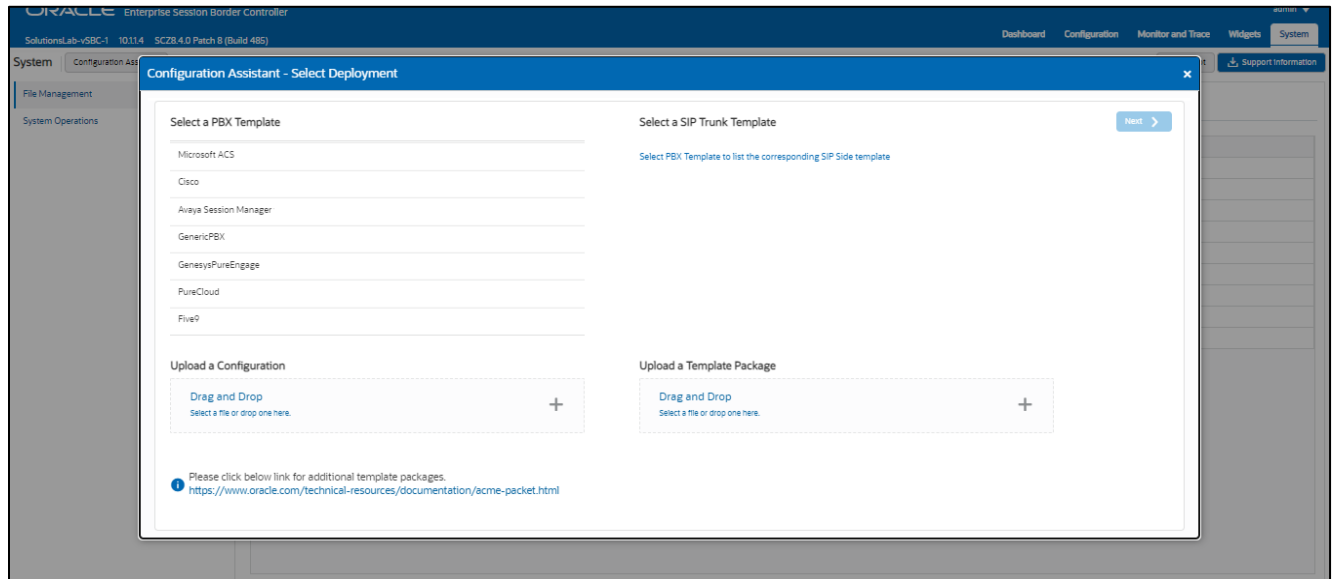 ORACLE Enterprise Session Border Controller
admin
SolutionsLab-vSBC-1 10.1.1.4 SCZ8.4.0 Patch 8 (Build 485)
Dashboard Configuration Monitor and Trace Widgets System
System Configuration Ass
Support Information
File Management
System Operations
Configuration Assistant - Select Deployment
Select a PBX Template
Microsoft ACS
Cisco
Avaya Session Manager
GenericPBX
GenesysPureEngage
PureCloud
Five9
Select a SIP Trunk Template
Next
Select PBX Template to list the corresponding SIP Side template
Upload a Configuration
Drag and Drop
Select a file or drop one here.
Upload a Template Package
Drag and Drop
Select a file or drop one here.
Please click below link for additional template packages.
https://www.oracle.com/technical-resources/documentation/acme-packet.html